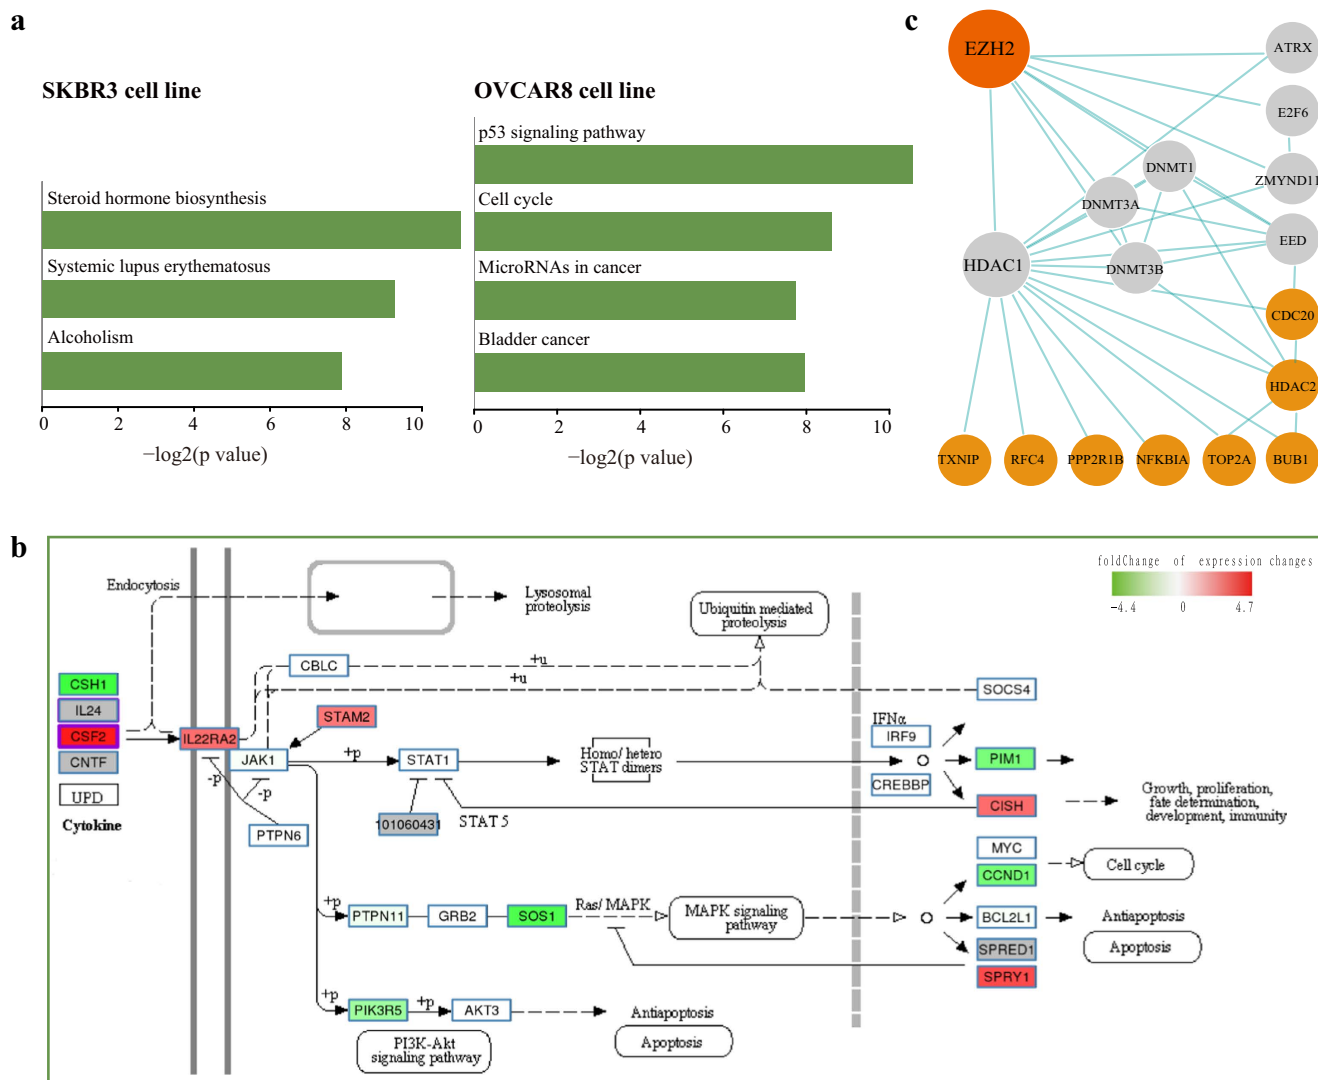 a
SKBR3 cell line
Steroid hormone biosynthesis
Systemic lupus erythematosus
Alcoholism
0 2 4 6 8 10
−log2(p value)
OVCAR8 cell line
p53 signaling pathway
Cell cycle
MicroRNAs in cancer
Bladder cancer
0 2 4 6 8 10
−log2(p value)
c
EZH2
ATRX
E2F6
DNMT1
ZMYND11
DNMT3A
EED
HDAC1
DNMT3B
CDC20
HDAC2
TXNIP
RFC4
PPP2R1B
NFKBIA
TOP2A
BUB1
b
foldChange of expression changes
−4.4 0 4.7
Endocytosis
Lysosomal
proteolysis
Ubiquitin mediated
proteolysis
CBLC
+u
+u
CSH1
IL24
CSF2
CNTF
UPD
Cytokine
IL22RA2
STAM2
JAK1
+p
STAT1
-p
-p
PTPN6
101060431
STAT5
Homo/ hetero
STAT dimers
SOCS4
IFNα
IRF9
CREBBP
PIM1
CISH
Growth, proliferation,
fate determination,
development, immunity
MYC
CCND1
Cell cycle
+p
PTPN11
GRB2
SOS1
Ras/ MAPK
MAPK signaling
pathway
BCL2L1
Antiapoptosis
SPRED1
Apoptosis
SPRY1
+p
PIK3R5
+p
AKT3
Antiapoptosis
PI3K-Akt
signaling pathway
Apoptosis